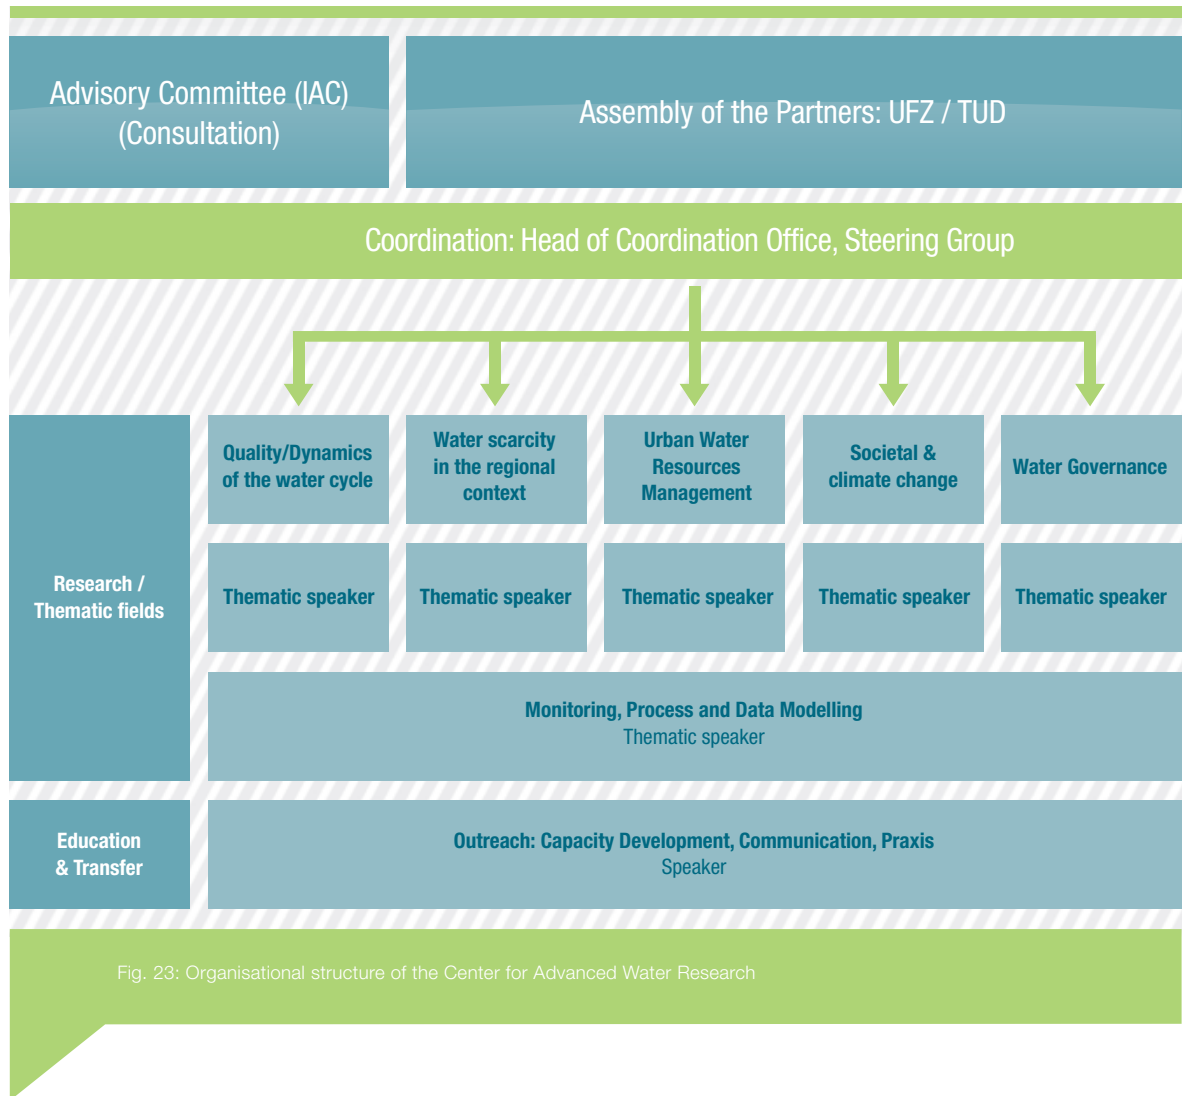 Advisory Committee (IAC)
(Consultation)
Assembly of the Partners: UFZ / TUD
Coordination: Head of Coordination Office, Steering Group
Research /
Thematic fields
Quality/Dynamics
of the water cycle
Water scarcity
in the regional
context
Urban Water
Resources
Management
Societal &
climate change
Water Governance
Thematic speaker
Thematic speaker
Thematic speaker
Thematic speaker
Thematic speaker
Monitoring, Process and Data Modelling
Thematic speaker
Education
& Transfer
Outreach: Capacity Development, Communication, Praxis
Speaker
Fig. 23: Organisational structure of the Center for Advanced Water Research